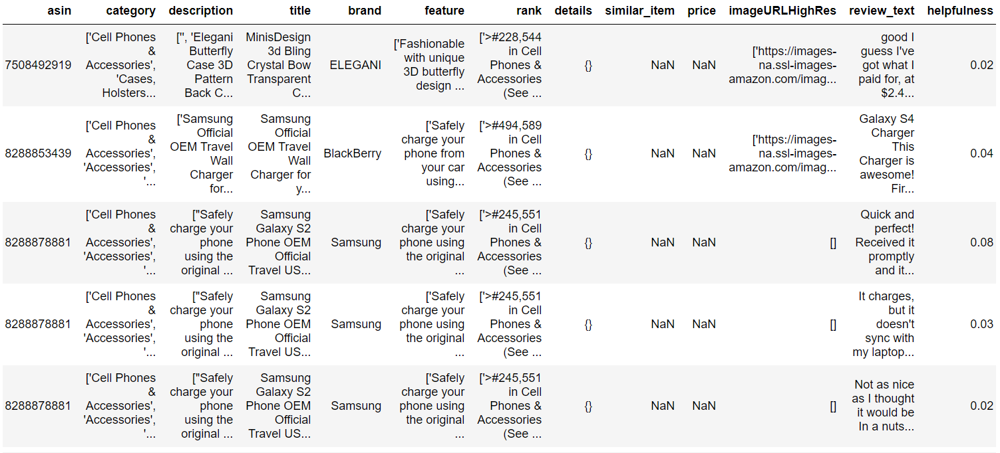 asin category description title brand feature rank details similar_item price imageURLHighRes review_text helpfulness
7508492919
['Cell Phones
&
Accessories',
'Cases,
Holsters...
['', 'Elegani
Butterfly
Case 3D
Pattern
Back C...
MinisDesign
3d Bling
Crystal Bow
Transparent
C...
ELEGANI
['Fashionable
with unique
3D butterfly
design ...
['>#228,544
in Cell
Phones &
Accessories
(See ...
{}
NaN
NaN
['https://images-
na.ssl-images-
amazon.com/imag...
good I
guess I've
got what I
paid for, at
$2.4...
0.02
8288853439
['Cell Phones
&
Accessories',
'Accessories',
'...
['Samsung
Official
OEM Travel
Wall
Charger
for...
Samsung
Official
OEM Travel
Wall
Charger for
y...
BlackBerry
['Safely
charge your
phone from
your car
using...
['>#494,589
in Cell
Phones &
Accessories
(See ...
{}
NaN
NaN
['https://images-
na.ssl-images-
amazon.com/imag...
Galaxy S4
Charger
This
Charger is
awesome!
Fir...
0.04
8288878881
['Cell Phones
&
Accessories',
'Accessories',
'...
["Safely
charge your
phone
using the
original ...
Samsung
Galaxy S2
Phone OEM
Official
Travel US...
Samsung
['Safely
charge your
phone using
the original
...
['>#245,551
in Cell
Phones &
Accessories
(See ...
{}
NaN
NaN
[]
Quick and
perfect!
Received it
promptly
and it...
0.08
8288878881
['Cell Phones
&
Accessories',
'Accessories',
'...
["Safely
charge your
phone
using the
original ...
Samsung
Galaxy S2
Phone OEM
Official
Travel US...
Samsung
['Safely
charge your
phone using
the original
...
['>#245,551
in Cell
Phones &
Accessories
(See ...
{}
NaN
NaN
[]
It charges,
but it
doesn't
sync with
my laptop...
0.03
8288878881
['Cell Phones
&
Accessories',
'Accessories',
'...
["Safely
charge your
phone
using the
original ...
Samsung
Galaxy S2
Phone OEM
Official
Travel US...
Samsung
['Safely
charge your
phone using
the original
...
['>#245,551
in Cell
Phones &
Accessories
(See ...
{}
NaN
NaN
[]
Not as nice
as I thought
it would be
In a nuts...
0.02